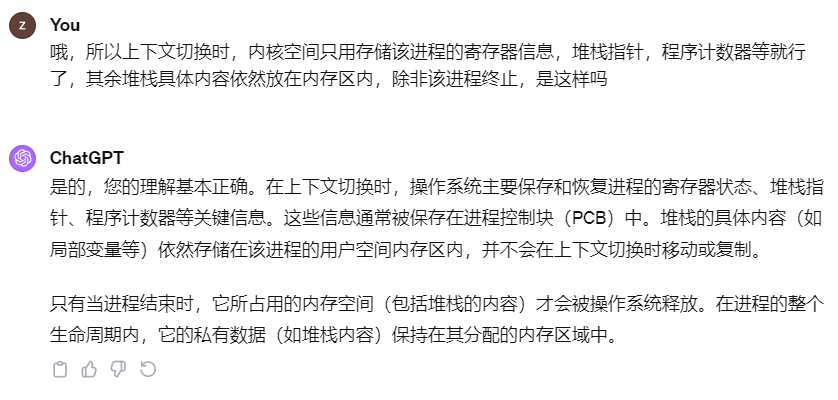 Z
You
哦，所以上下文切换时，内核空间只用存储该进程的寄存器信息，堆栈指针，程序计数器等就行
了，其余堆栈具体内容依然放在内存区内，除非该进程终止，是这样吗
ChatGPT
是的，您的理解基本正确。在上下文切换时，操作系统主要保存和恢复进程的寄存器状态、堆栈指
针、程序计数器等关键信息。这些信息通常被保存在进程控制块（PCB）中。堆栈的具体内容（如
局部变量等）依然存储在该进程的用户空间内存区内，并不会在上下文切换时移动或复制。
只有当进程结束时，它所占用的内存空间（包括堆栈的内容）才会被操作系统释放。在进程的整个
生命周期内，它的私有数据（如堆栈内容）保持在其分配的内存区域中。